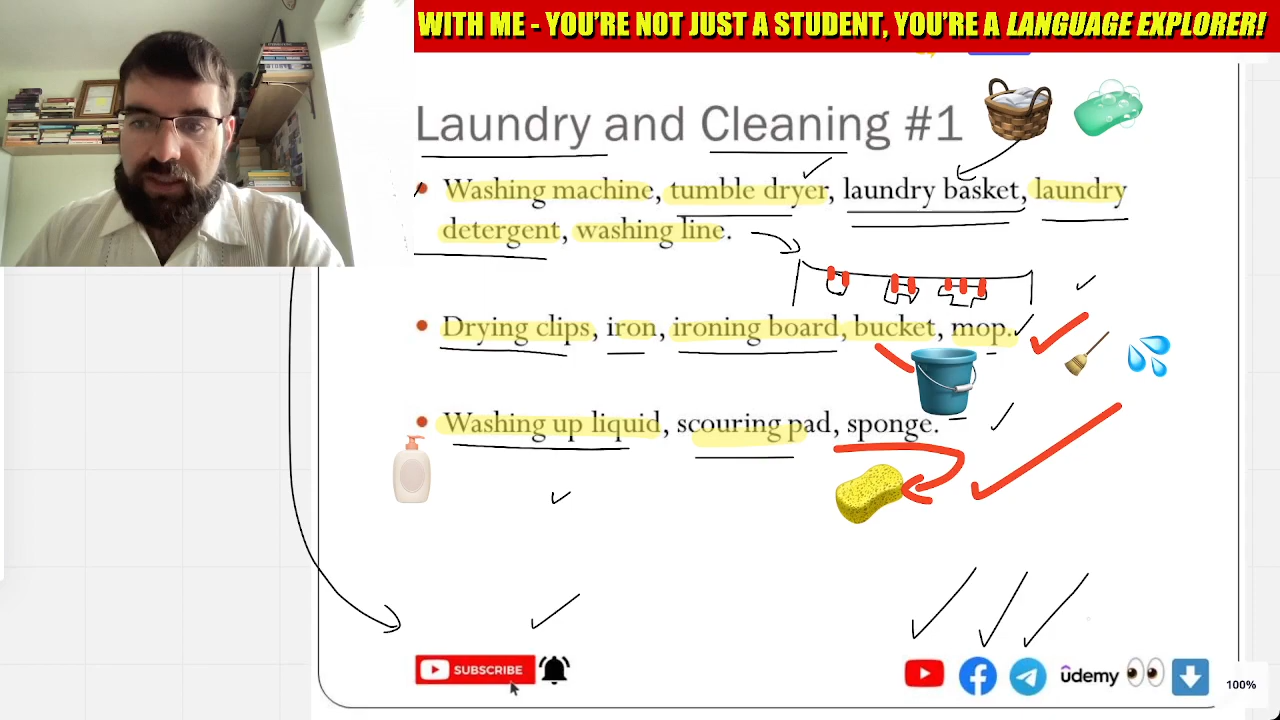 WITH ME - YOU'RE NOT JUST A STUDENT, YOU'RE A LANGUAGE EXPLORER!
Laundry and Cleaning #1
• Washing machine, tumble dryer, laundry basket, laundry
detergent, washing line.
• Drying clips, iron, ironing board, bucket, mop.
• Washing up liquid, scouring pad, sponge.
SUBSCRIBE
ûdemy
100%